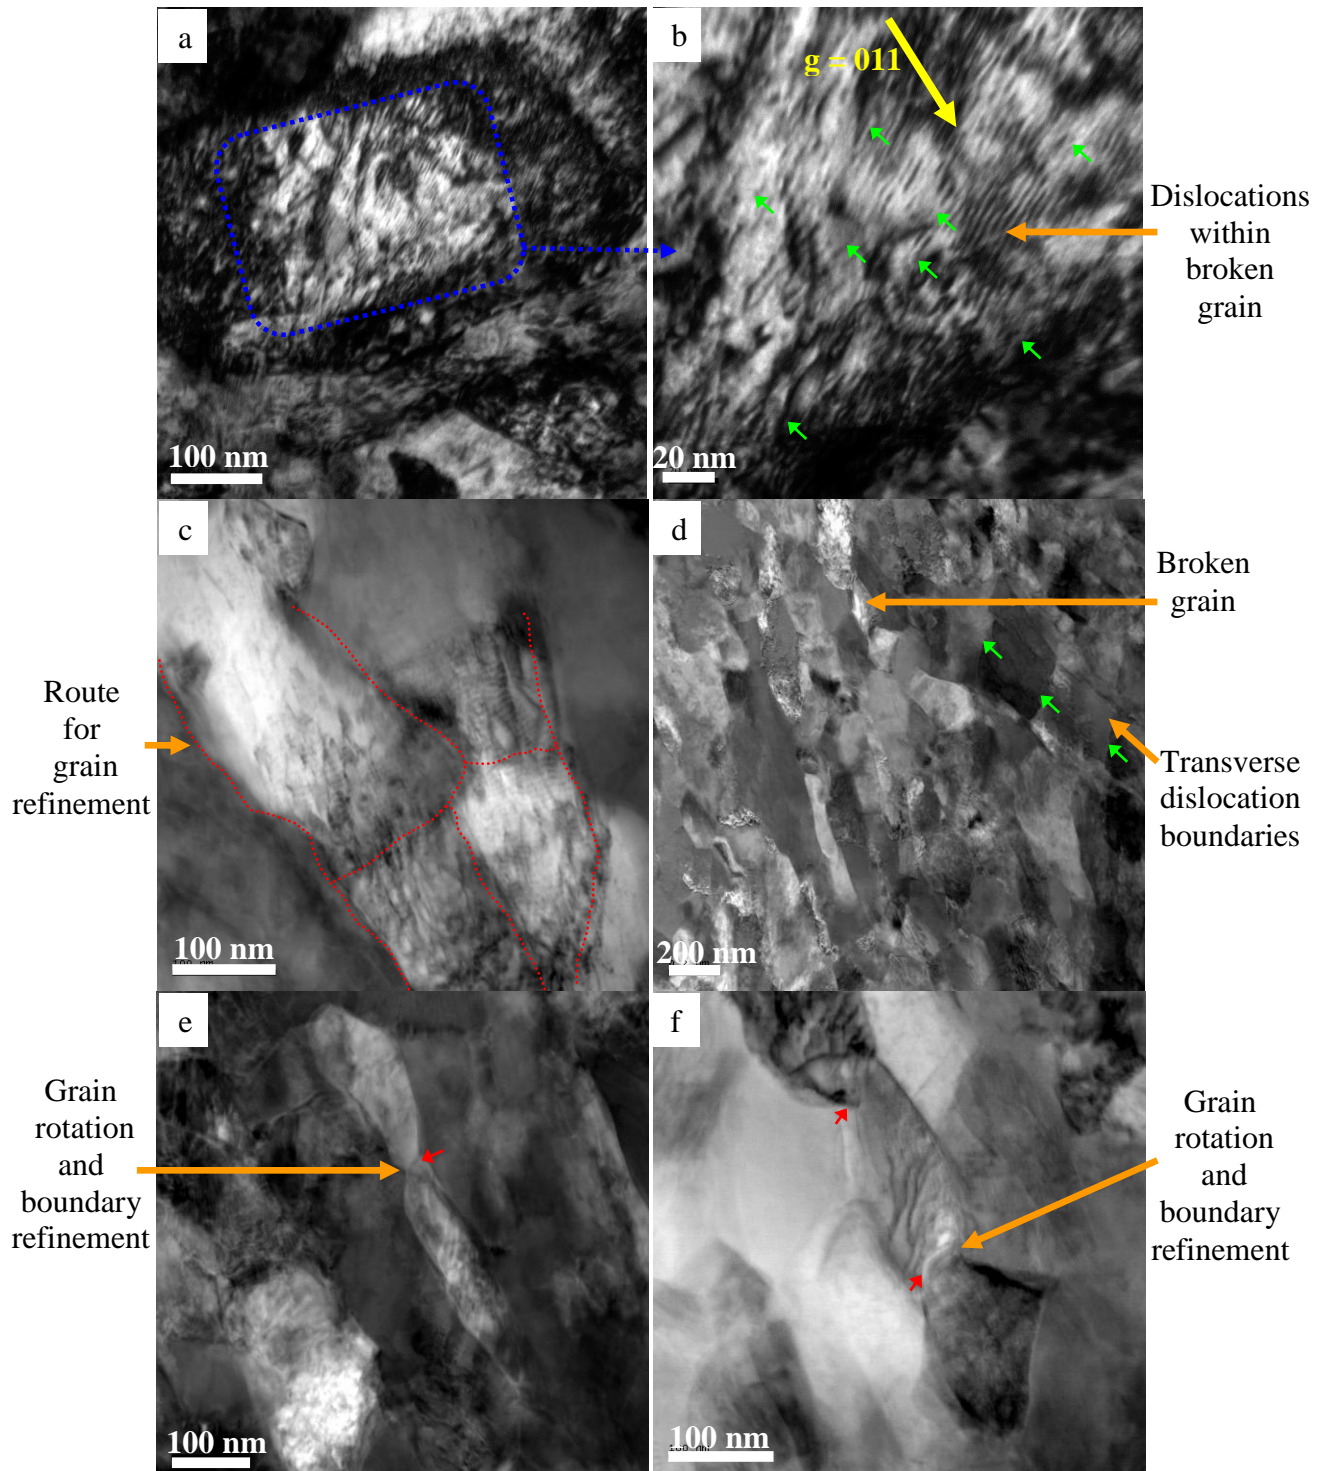 a
b
g = 011
Dislocations
within
broken
grain
100 nm
20 nm
c
d
Broken
grain
Route
for
grain
refinement
Transverse
dislocation
boundaries
100 nm
200 nm
e
f
Grain
rotation
and
boundary
refinement
Grain
rotation
and
boundary
refinement
100 nm
100 nm